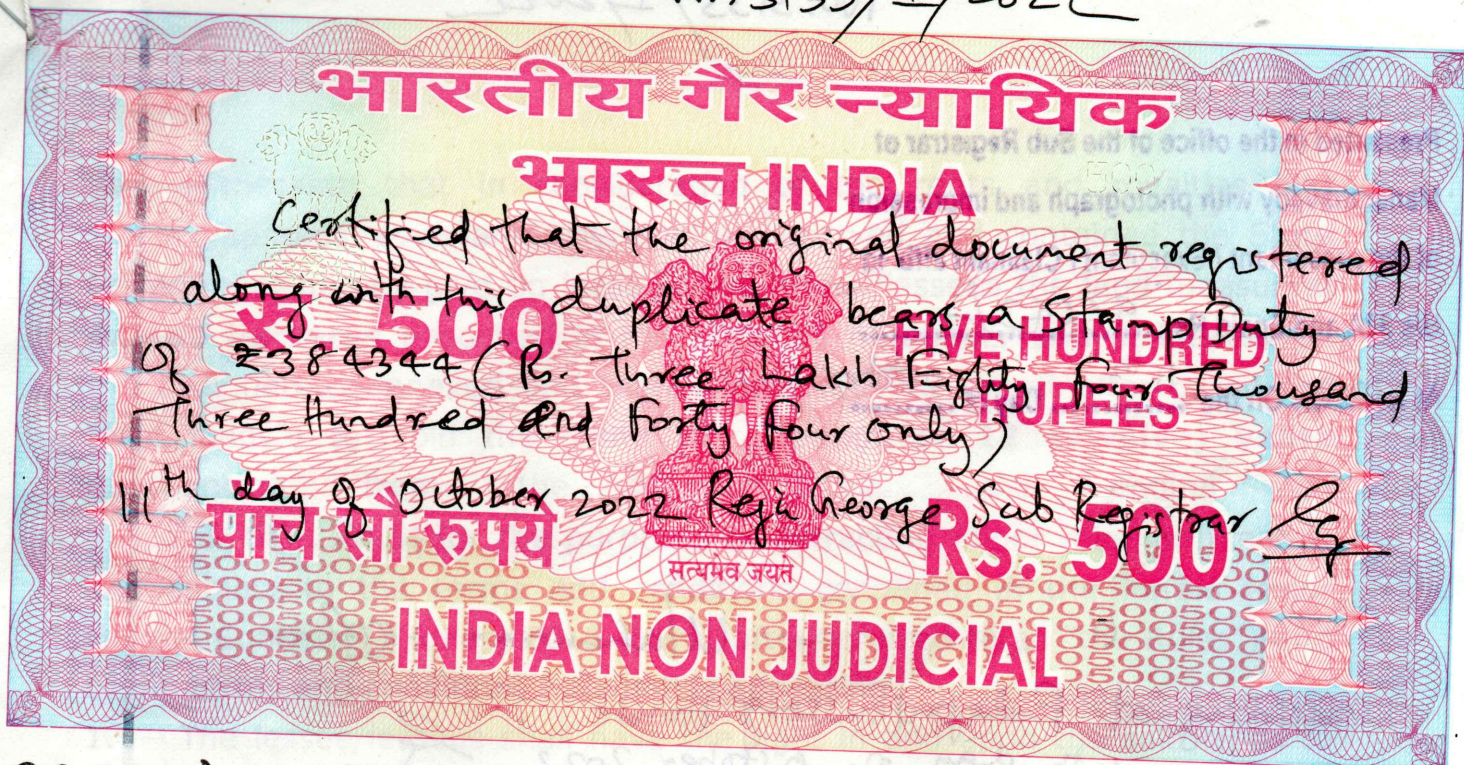 /I/2022
भारतीय गैर न्यायिक
भारत INDIA
Certified that the original document registered
along with this duplicate bears a Stamp Duty
of ₹384344 (Rs. Three Lakh Eighty four Thousand
Three Hundred and Forty four only)
11th day of October 2022 Reji George Sub Registrar
रु. 500
FIVE HUNDRED
RUPEES
पाँच सौ रुपये
Rs. 500
सत्यमेव जयते
INDIA NON JUDICIAL